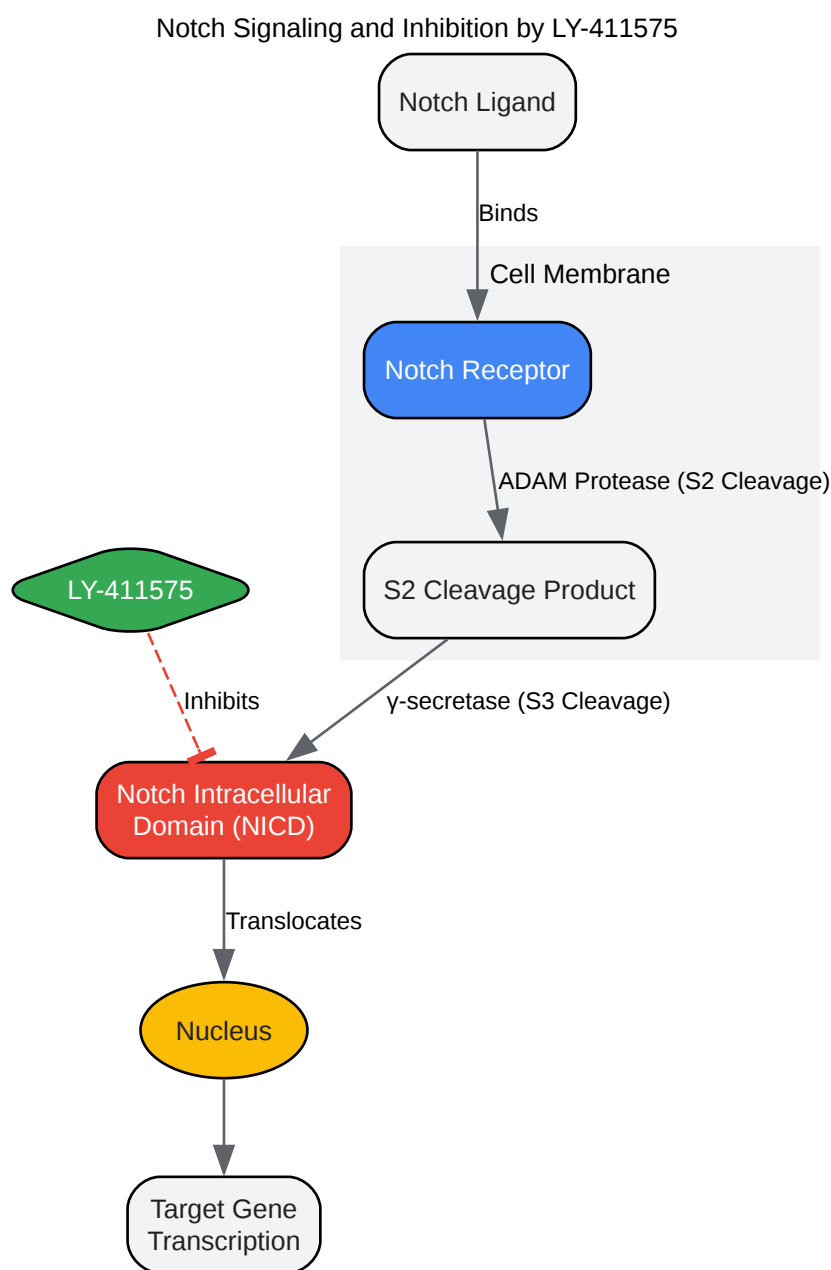 Notch Signaling and Inhibition by LY-411575
Notch Ligand
Binds
Cell Membrane
Notch Receptor
ADAM Protease (S2 Cleavage)
S2 Cleavage Product
LY-411575
Inhibits
γ-secretase (S3 Cleavage)
Notch Intracellular
Domain (NICD)
Translocates
Nucleus
Target Gene
Transcription